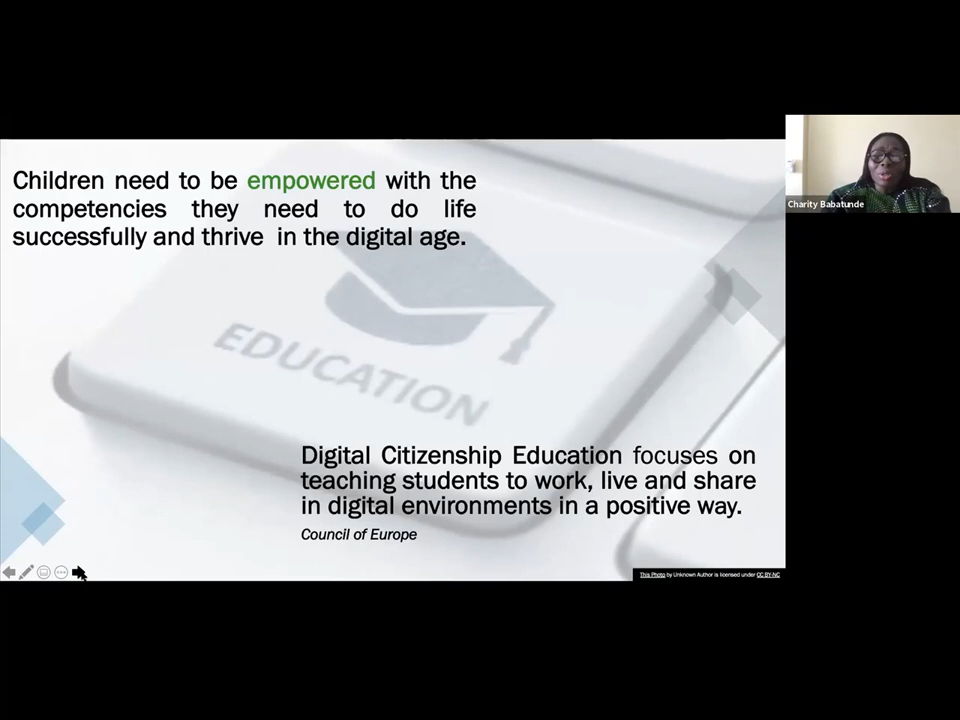 Children need to be empowered with the
competencies they need to do life
successfully and thrive in the digital age.
EDUCATION
Digital Citizenship Education focuses on
teaching students to work, live and share
in digital environments in a positive way.
Council of Europe
This Photo by Unknown Author is licensed under CC BY-NC
Charity Babatunde